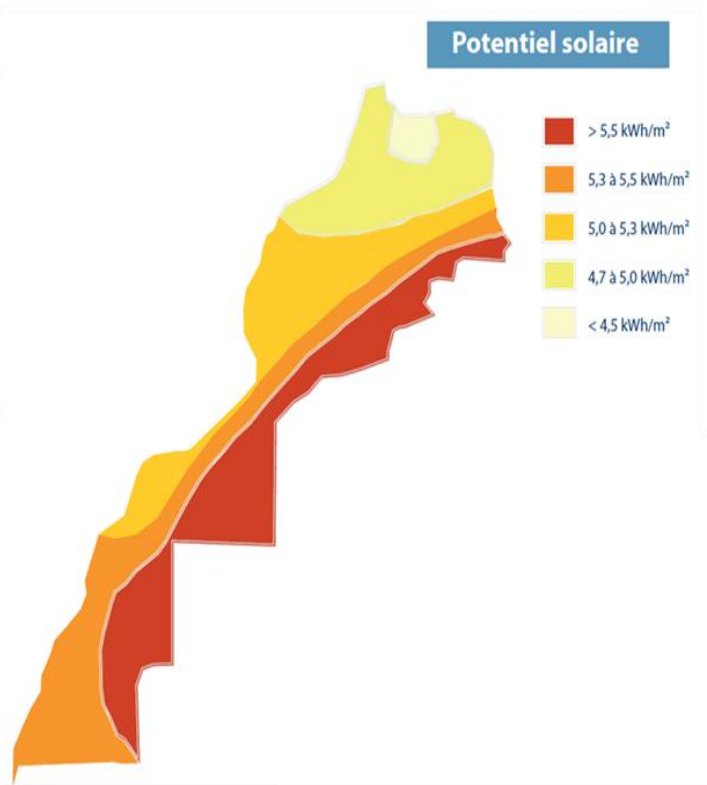 Potentiel solaire
> 5,5 kWh/m²
5,3 à 5,5 kWh/m²
5,0 à 5,3 kWh/m²
4,7 à 5,0 kWh/m²
< 4,5 kWh/m²